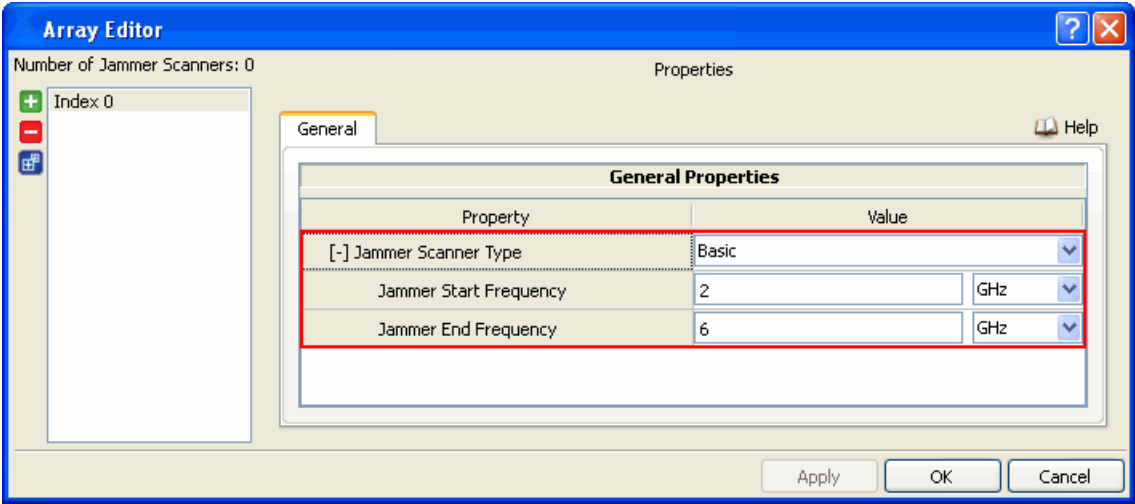 Array Editor
Number of Jammer Scanners: 0
Properties
Index 0
General
Help
General Properties
Property Value
[-] Jammer Scanner Type Basic
Jammer Start Frequency 2 GHz
Jammer End Frequency 6 GHz
Apply OK Cancel